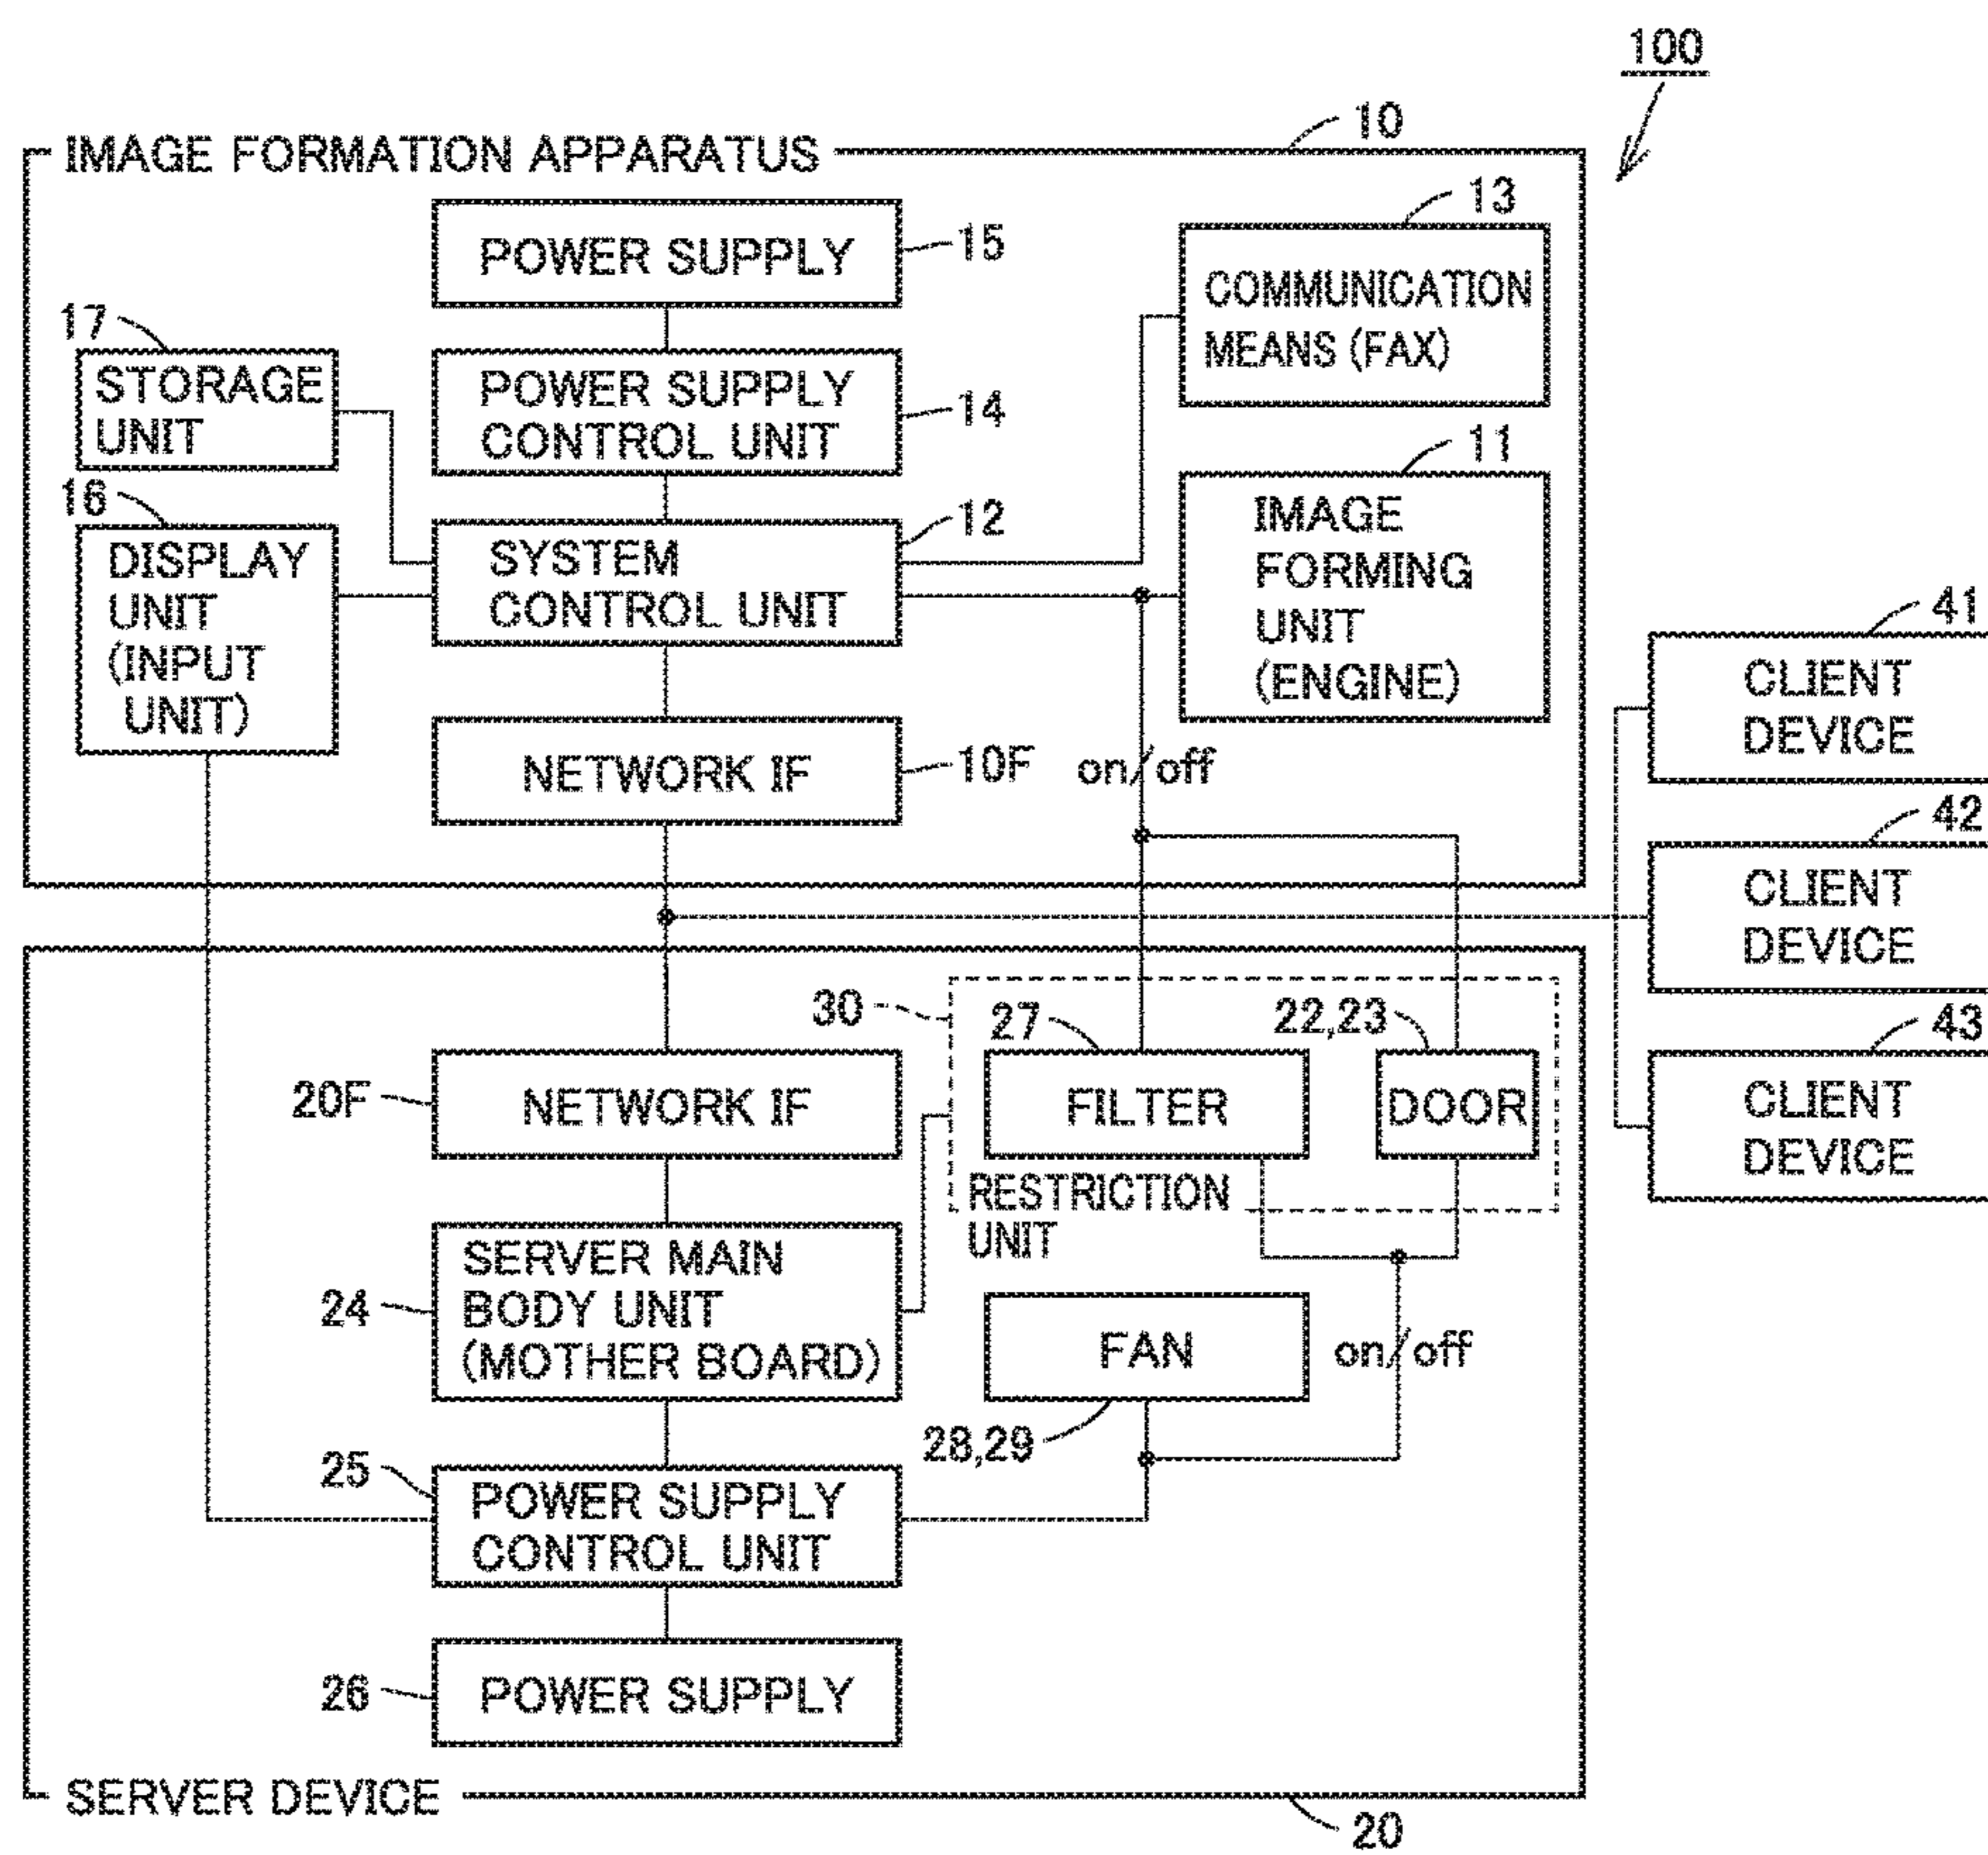 100
10
IMAGE FORMATION APPARATUS
13
POWER SUPPLY
15
COMMUNICATION
MEANS (FAX)
17
STORAGE
UNIT
POWER SUPPLY
CONTROL UNIT
14
11
16
IMAGE
FORMING
UNIT
(ENGINE)
12
DISPLAY
UNIT
(INPUT
UNIT)
SYSTEM
CONTROL UNIT
41
CLIENT
DEVICE
NETWORK IF
10F
on/off
42
CLIENT
DEVICE
30
27
22,23
43
20F
NETWORK IF
FILTER
DOOR
CLIENT
DEVICE
RESTRICTION
UNIT
24
SERVER MAIN
BODY UNIT
(MOTHER BOARD)
FAN
on/off
28,29
25
POWER SUPPLY
CONTROL UNIT
26
POWER SUPPLY
SERVER DEVICE
20